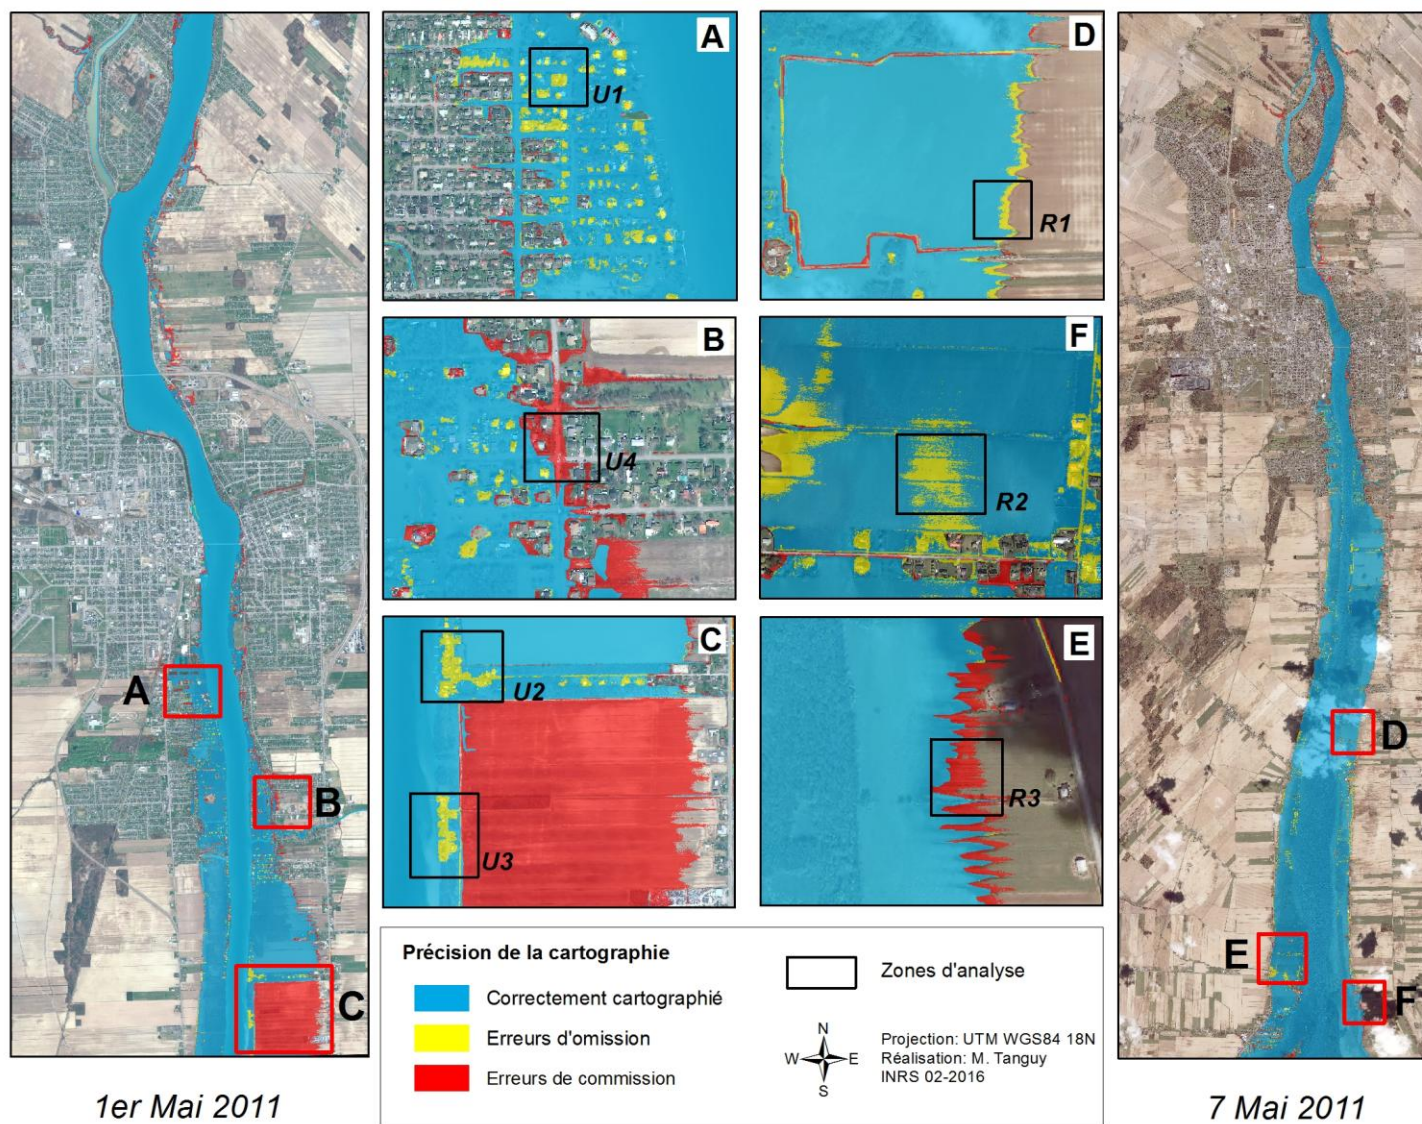 A
U1
D
R1
B
U4
F
R2
C
U2
U3
E
R3
A
B
C
D
E
F
Précision de la cartographie
Correctement cartographié
Erreurs d'omission
Erreurs de commission
Zones d'analyse
N
W E
S
Projection: UTM WGS84 18N
Réalisation: M. Tanguy
INRS 02-2016
1er Mai 2011
7 Mai 2011